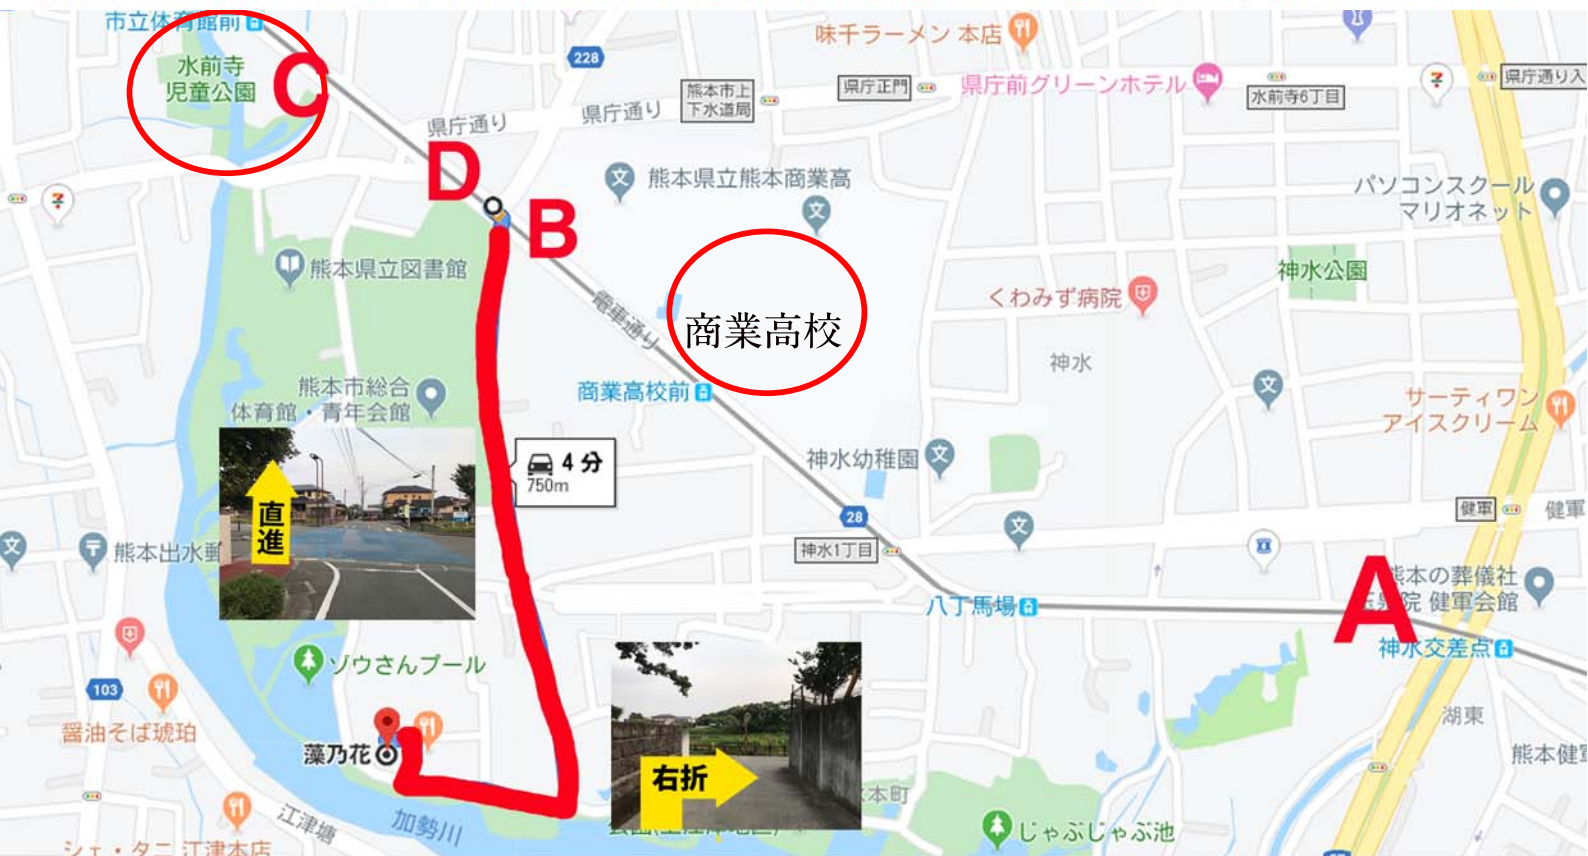 市立体育館前
水前寺
児童公園
C
228
味千ラーメン 本店
県庁通り
県庁通り
熊本市上
下水道局
県庁正門
県庁前グリーンホテル
水前寺6丁目
県庁通り入
D
B
熊本県立熊本商業高
パソコンスクール
マリオネット
熊本県立図書館
電車通り
商業高校
くわみず病院
神水公園
神水
熊本市総合
体育館・青年会館
商業高校前
サーティワン
アイスクリーム
直進
4 分
750m
神水幼稚園
28
神水1丁目
健軍
健軍
熊本出水郵
八丁馬場
A
熊本の葬儀社
玉泉院 健軍会館
神水交差点
ゾウさんプール
103
醤油そば琥珀
藻乃花
右折
本町
湖東
熊本健軍
江津塘
加勢川
じゃぶじゃぶ池
シェ・タニ 江津本店